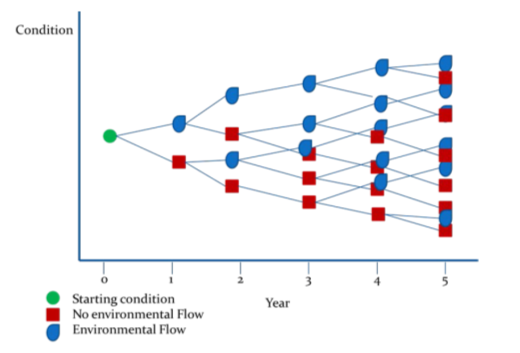 Condition
0 1 2 3 4 5
Year
Starting condition
No environmental Flow
Environmental Flow